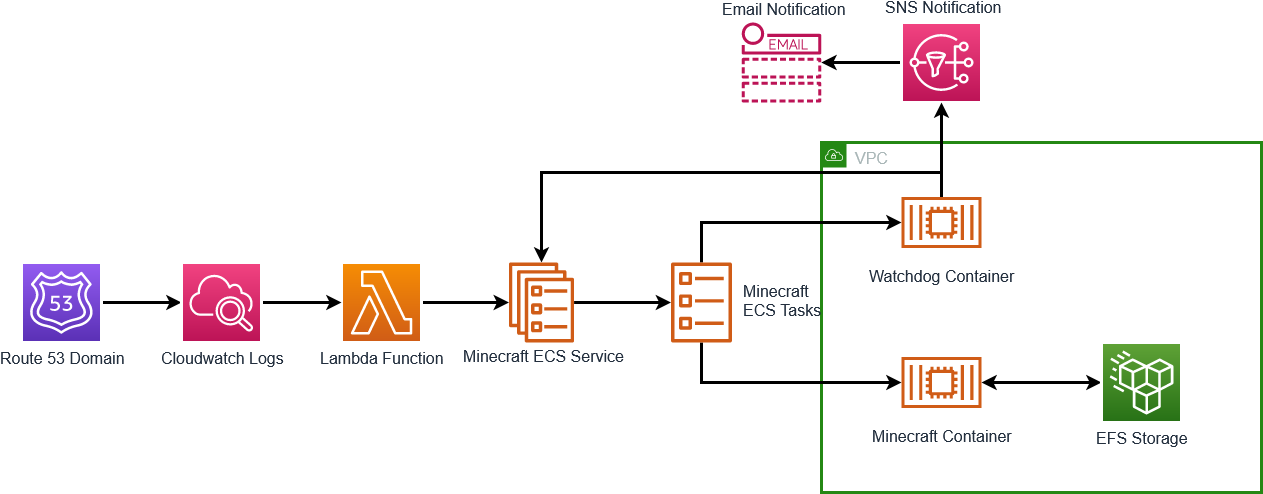 Email Notification
SNS Notification
EMAIL
VPC
Watchdog Container
53
Minecraft
ECS Tasks
Route 53 Domain
Cloudwatch Logs
Lambda Function
Minecraft ECS Service
Minecraft Container
EFS Storage